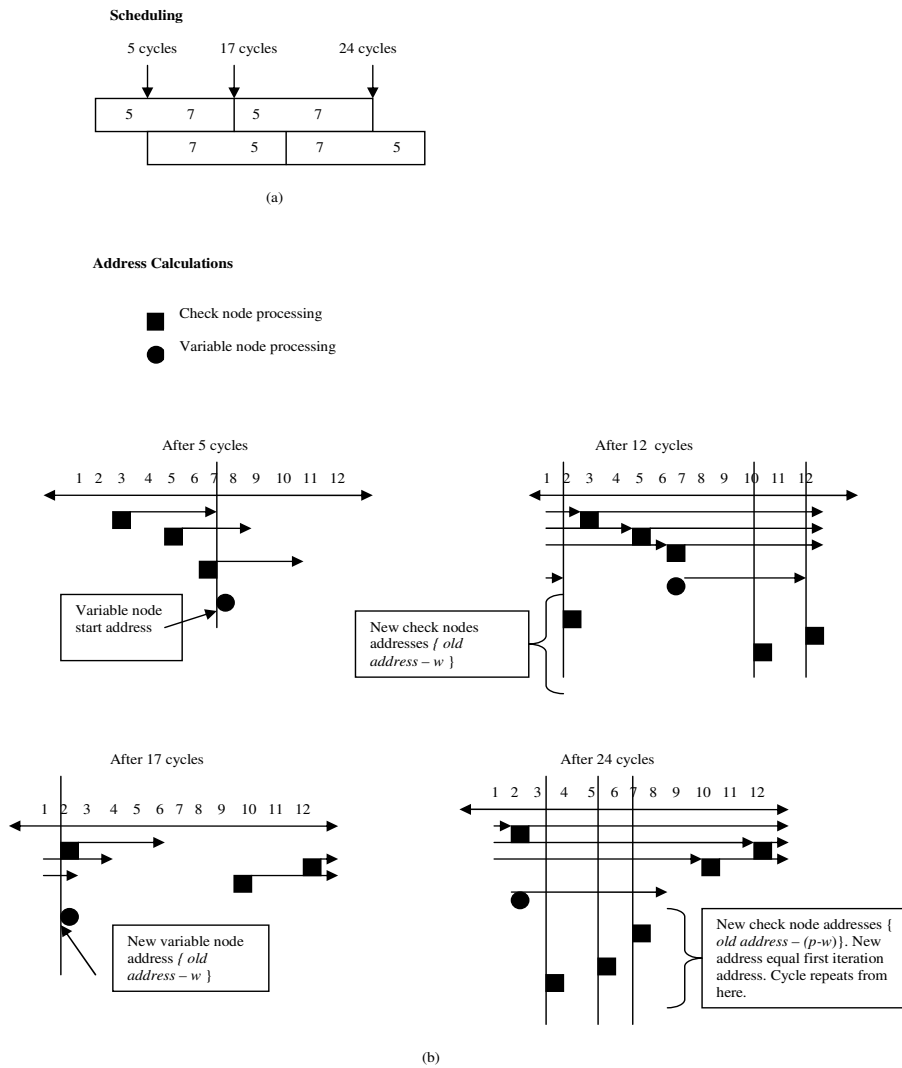 Scheduling
5 cycles 17 cycles 24 cycles
5 7 5 7
7 5 7 5
(a)
Address Calculations
Check node processing
Variable node processing
After 5 cycles
1 2 3 4 5 6 7 8 9 10 11 12
Variable node
start address
After 12 cycles
1 2 3 4 5 6 7 8 9 10 11 12
New check nodes
addresses { old
address – w }
After 17 cycles
1 2 3 4 5 6 7 8 9 10 11 12
New variable node
address { old
address – w }
After 24 cycles
1 2 3 4 5 6 7 8 9 10 11 12
New check node addresses {
old address – (p-w)}. New
address equal first iteration
address. Cycle repeats from
here.
(b)